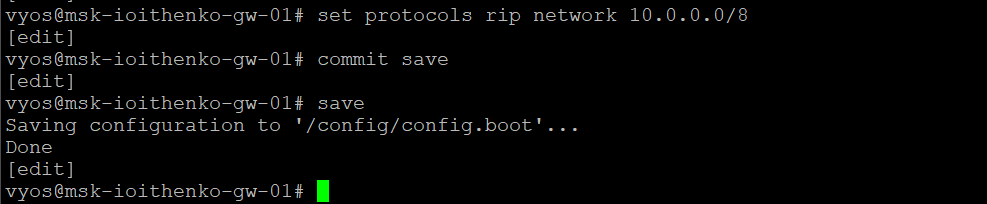 vyos@msk-ioithenko-gw-01# set protocols rip network 10.0.0.0/8
[edit]
vyos@msk-ioithenko-gw-01# commit save
[edit]
vyos@msk-ioithenko-gw-01# save
Saving configuration to '/config/config.boot'...
Done
[edit]
vyos@msk-ioithenko-gw-01#